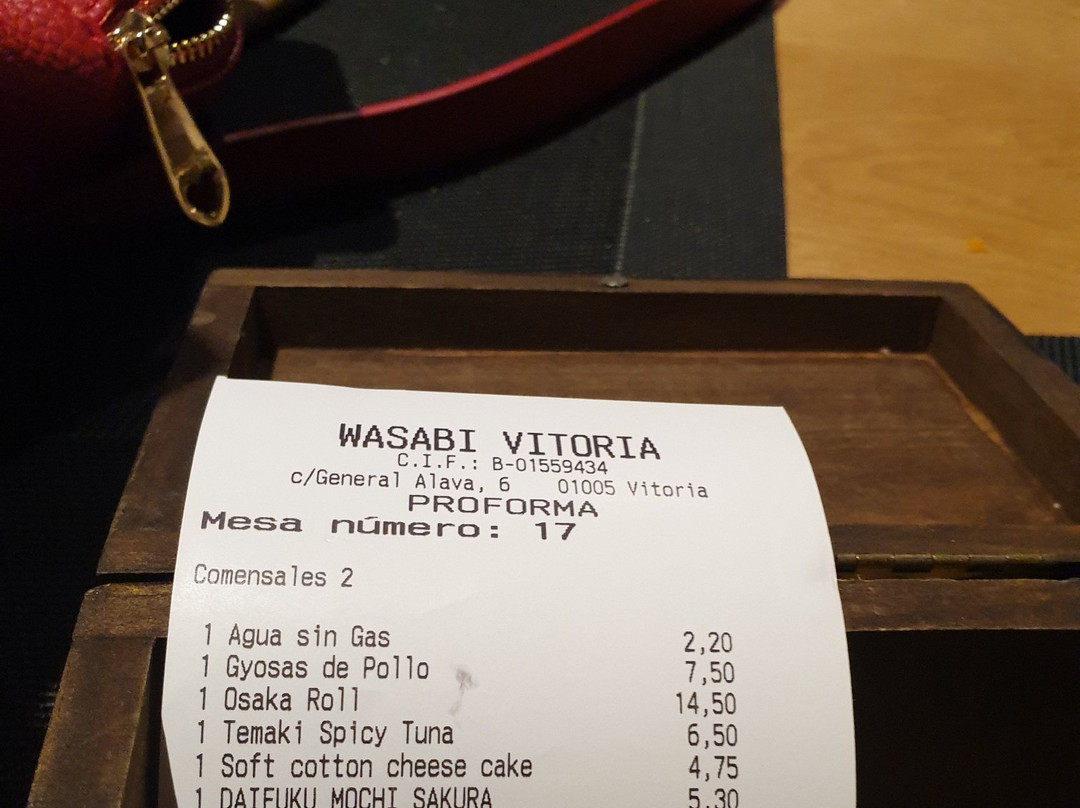 WASABI VITORIA
C.I.F.: B-01559434
c/General Alava, 6 01005 Vitoria
PROFORMA
Mesa número: 17
Comensales 2
1 Agua sin Gas 2,20
1 Gyosas de Pollo 7,50
1 Osaka Roll 14,50
1 Temaki Spicy Tuna 6,50
1 Soft cotton cheese cake 4,75
1 DAIFUKU MOCHI SAKURA 5,30